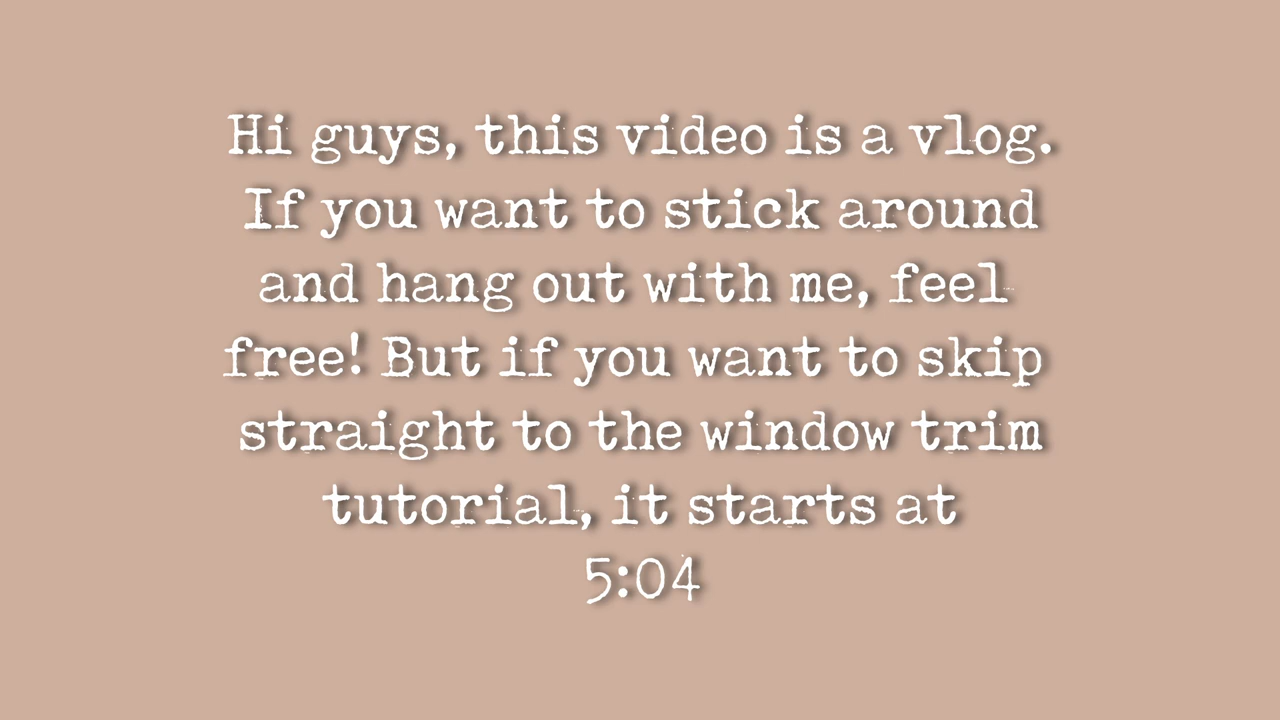 Hi guys, this video is a vlog.
If you want to stick around
and hang out with me, feel
free! But if you want to skip
straight to the window trim
tutorial, it starts at
5:04